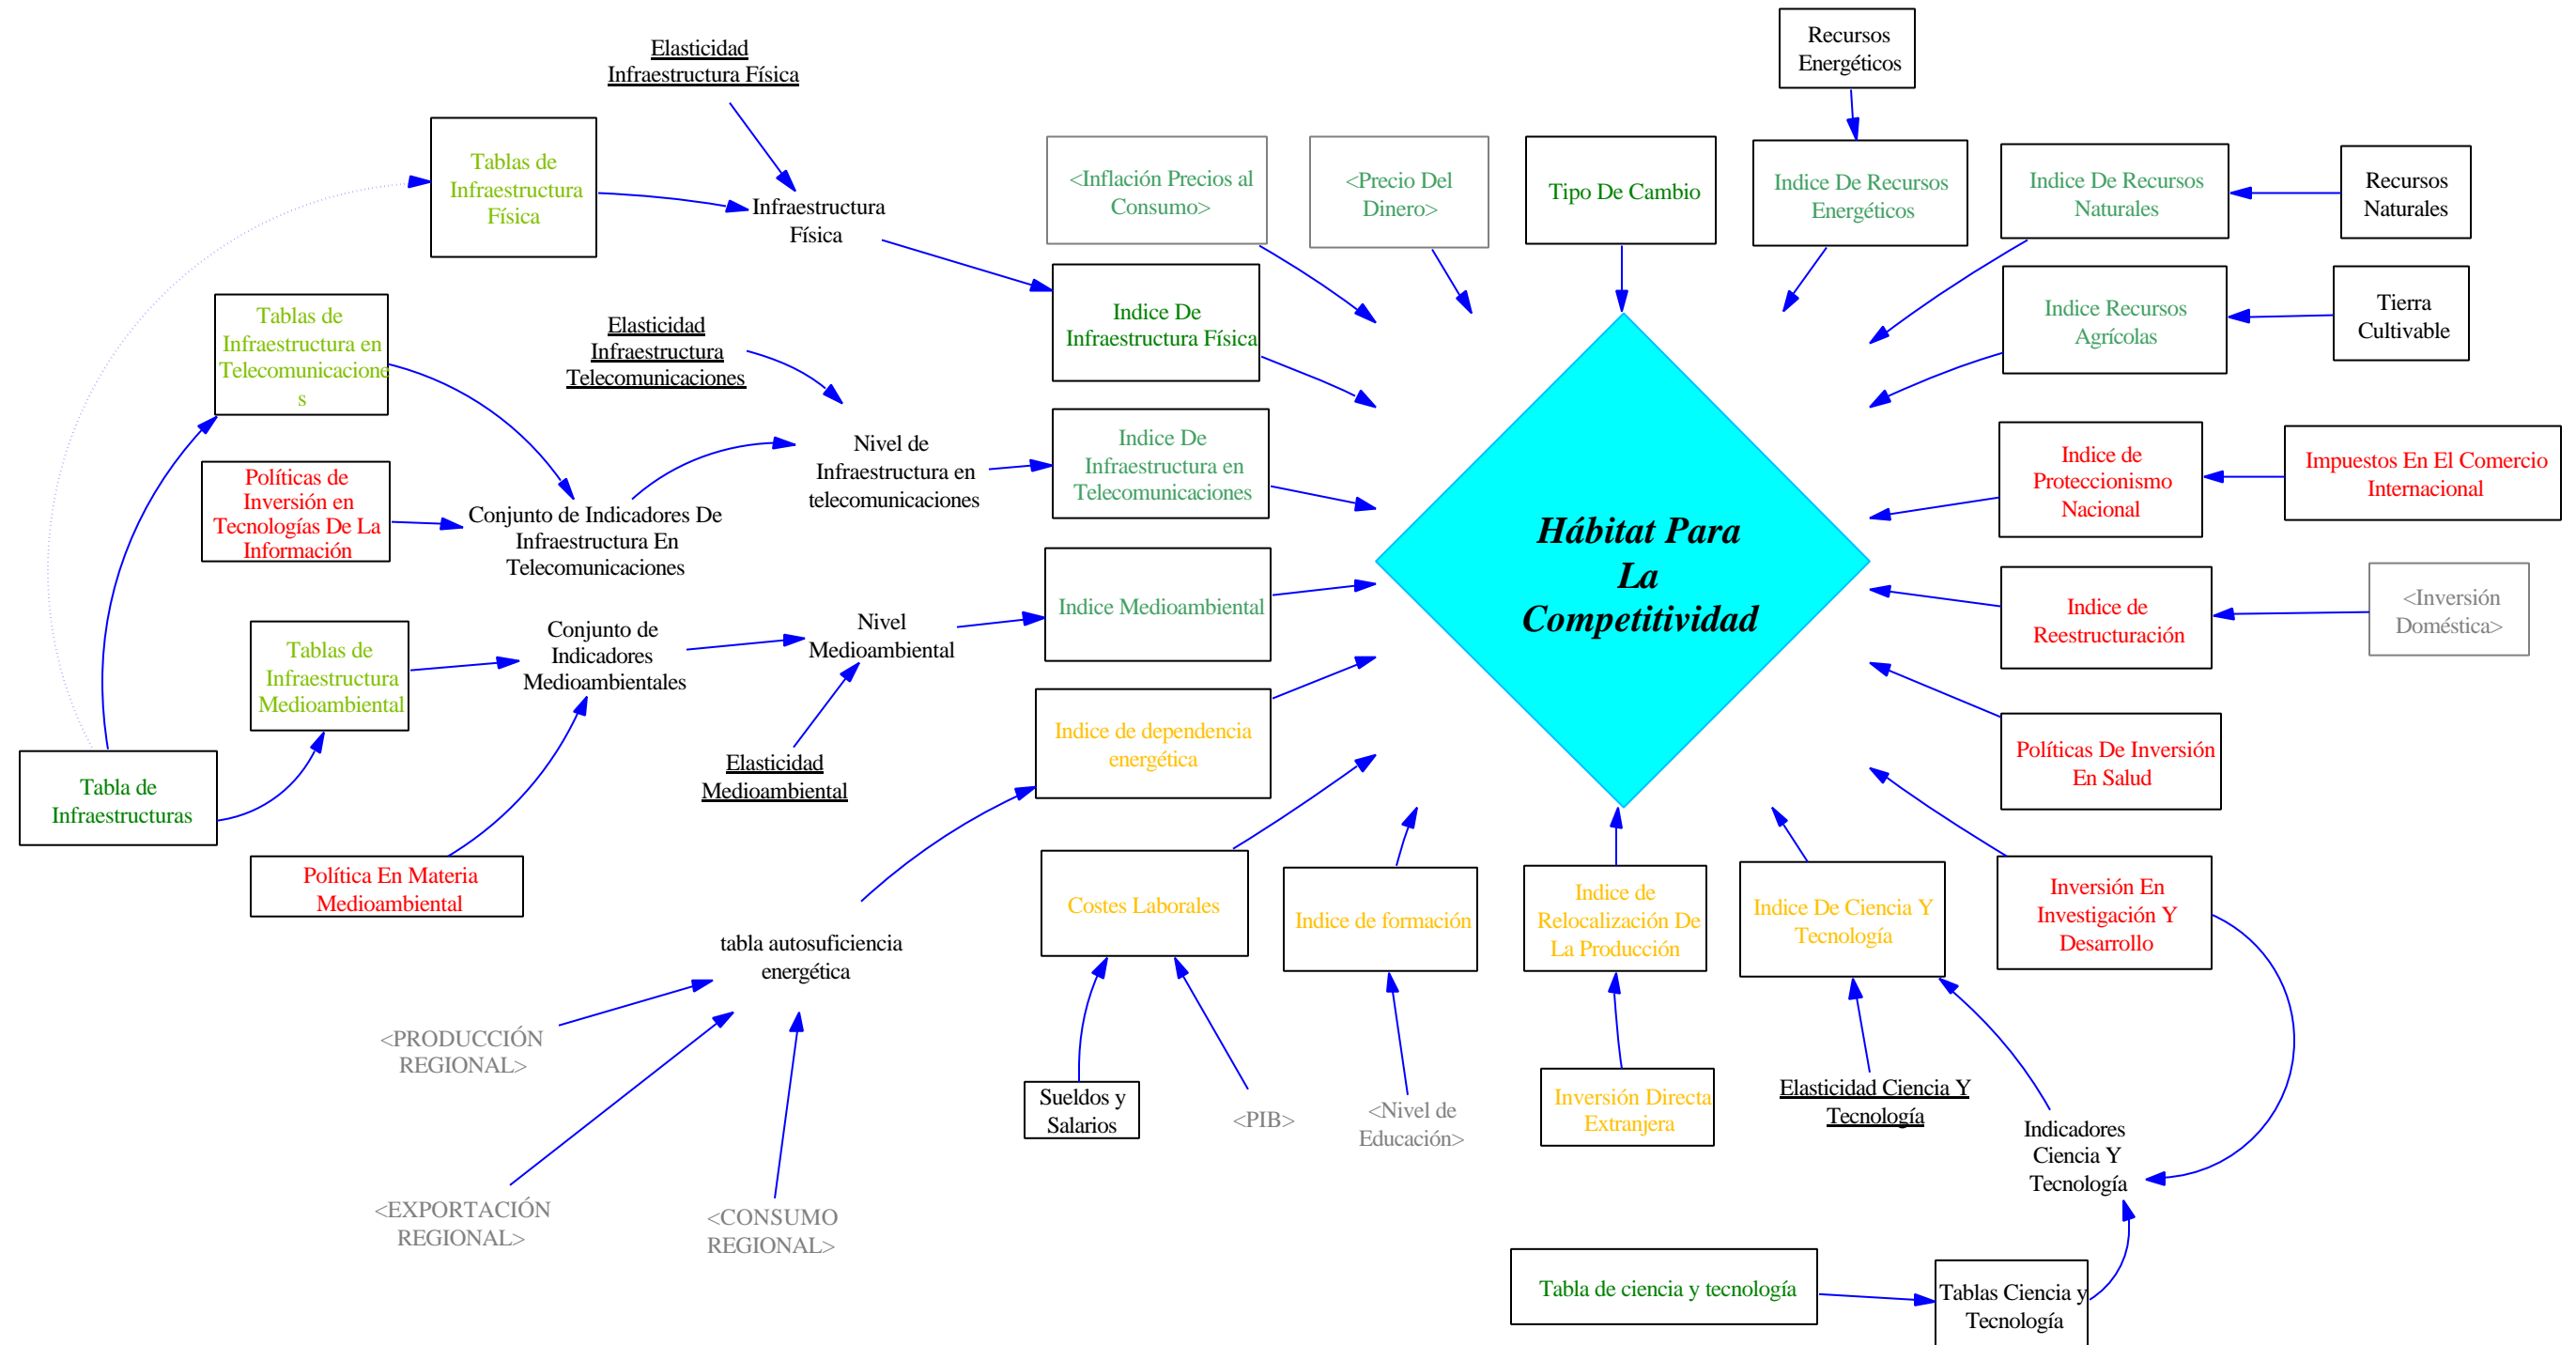 Elasticidad
Infraestructura Física
Recursos
Energéticos
Tablas de
Infraestructura
Física
Infraestructura
Física
<Inflación Precios al
Consumo>
<Precio Del
Dinero>
Tipo De Cambio
Indice De Recursos
Energéticos
Indice De Recursos
Naturales
Recursos
Naturales
Tablas de
Infraestructura en
Telecomunicacione
s
Elasticidad
Infraestructura
Telecomunicaciones
Indice De
Infraestructura Física
Indice Recursos
Agrícolas
Tierra
Cultivable
Políticas de
Inversión en
Tecnologías De La
Información
Conjunto de Indicadores De
Infraestructura En
Telecomunicaciones
Nivel de
Infraestructura en
telecomunicaciones
Indice De
Infraestructura en
Telecomunicaciones
Hábitat Para
La
Competitividad
Indice de
Proteccionismo
Nacional
Impuestos En El Comercio
Internacional
Tablas de
Infraestructura
Medioambiental
Conjunto de
Indicadores
Medioambientales
Nivel
Medioambiental
Indice Medioambiental
Indice de
Reestructuración
<Inversión
Doméstica>
Tabla de
Infraestructuras
Elasticidad
Medioambiental
Indice de dependencia
energética
Políticas De Inversión
En Salud
Política En Materia
Medioambiental
tabla autosuficiencia
energética
Costes Laborales
Indice de formación
Indice de
Relocalización De
La Producción
Indice De Ciencia Y
Tecnología
Inversión En
Investigación Y
Desarrollo
<PRODUCCIÓN
REGIONAL>
<EXPORTACIÓN
REGIONAL>
<CONSUMO
REGIONAL>
Sueldos y
Salarios
<PIB>
<Nivel de
Educación>
Inversión Directa
Extranjera
Elasticidad Ciencia Y
Tecnología
Indicadores
Ciencia Y
Tecnología
Tabla de ciencia y tecnología
Tablas Ciencia y
Tecnología